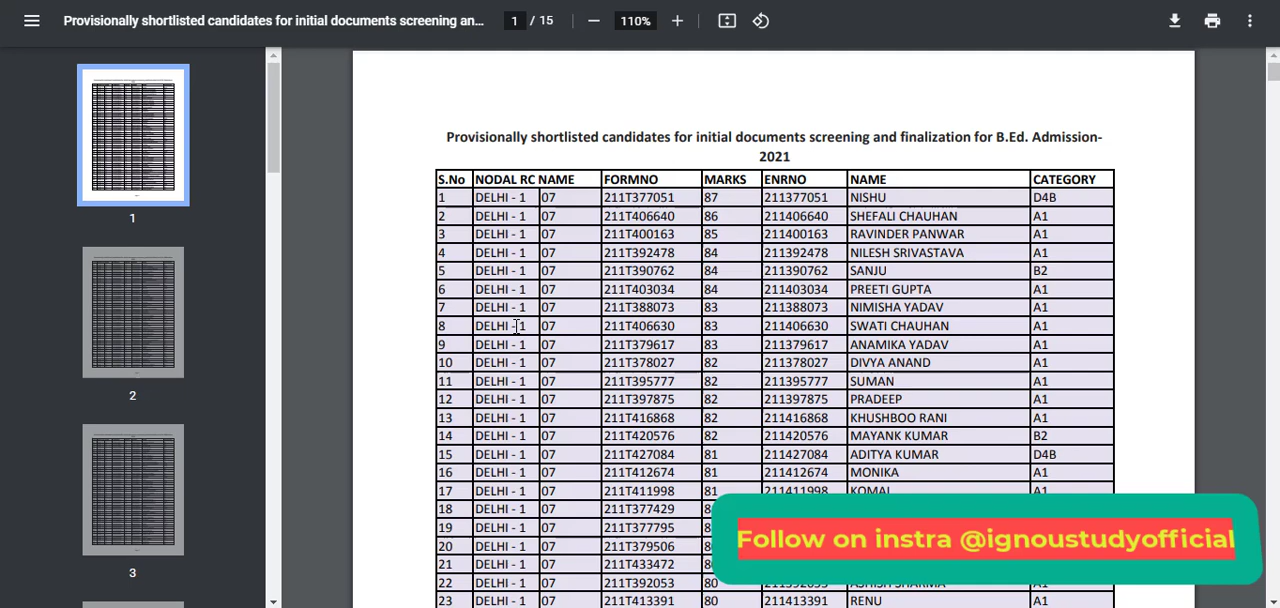 Provisionally shortlisted candidates for initial documents screening an... 1 / 15 110%
1
2
3
Provisionally shortlisted candidates for initial documents screening and finalization for B.Ed. Admission-
2021
S.No NODAL RC NAME FORMNO MARKS ENRNO NAME CATEGORY
1 DELHI - 1 07 211T377051 87 211377051 NISHU D4B
2 DELHI - 1 07 211T406640 86 211406640 SHEFALI CHAUHAN A1
3 DELHI - 1 07 211T400163 85 211400163 RAVINDER PANWAR A1
4 DELHI - 1 07 211T392478 84 211392478 NILESH SRIVASTAVA A1
5 DELHI - 1 07 211T390762 84 211390762 SANJU B2
6 DELHI - 1 07 211T403034 84 211403034 PREETI GUPTA A1
7 DELHI - 1 07 211T388073 83 211388073 NIMISHA YADAV A1
8 DELHI - 1 07 211T406630 83 211406630 SWATI CHAUHAN A1
9 DELHI - 1 07 211T379617 83 211379617 ANAMIKA YADAV A1
10 DELHI - 1 07 211T378027 82 211378027 DIVYA ANAND A1
11 DELHI - 1 07 211T395777 82 211395777 SUMAN A1
12 DELHI - 1 07 211T397875 82 211397875 PRADEEP A1
13 DELHI - 1 07 211T416868 82 211416868 KHUSHBOO RANI A1
14 DELHI - 1 07 211T420576 82 211420576 MAYANK KUMAR B2
15 DELHI - 1 07 211T427084 81 211427084 ADITYA KUMAR D4B
16 DELHI - 1 07 211T412674 81 211412674 MONIKA A1
17 DELHI - 1 07 211T411998 81 211411998 KOMAL A1
18 DELHI - 1 07 211T377429
19 DELHI - 1 07 211T377795
20 DELHI - 1 07 211T379506
21 DELHI - 1 07 211T433472
22 DELHI - 1 07 211T392053 80 A1
23 DELHI - 1 07 211T413391 80 211413391 RENU A1
Follow on instra @ignoustudyofficial